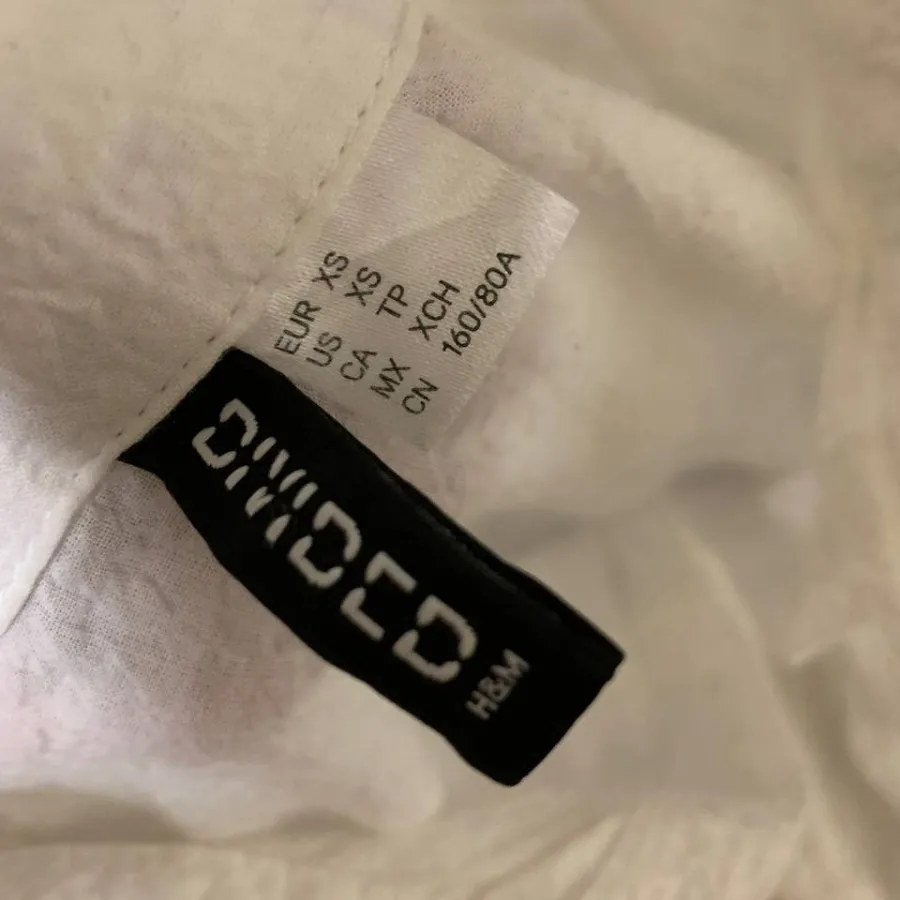 EUR XS
US XS
CA TP
MX XCH
CN 160/80A
DIVIDED
H&M